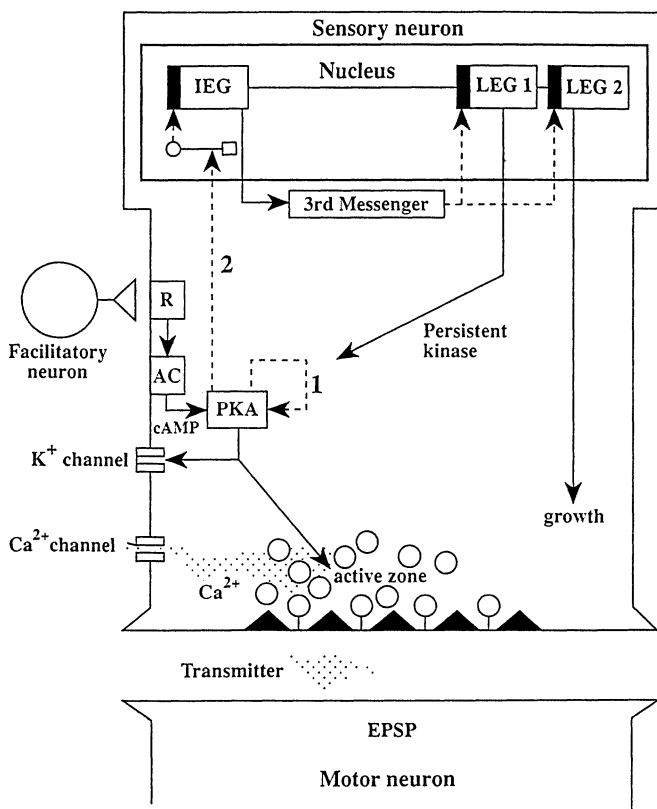 Sensory neuron
Nucleus
IEG
LEG 1
LEG 2
3rd Messenger
2
R
Facilitatory
neuron
Persistent
kinase
AC
1
PKA
cAMP
K+ channel
growth
Ca2+ channel
active zone
Ca2+
Transmitter
EPSP
Motor neuron